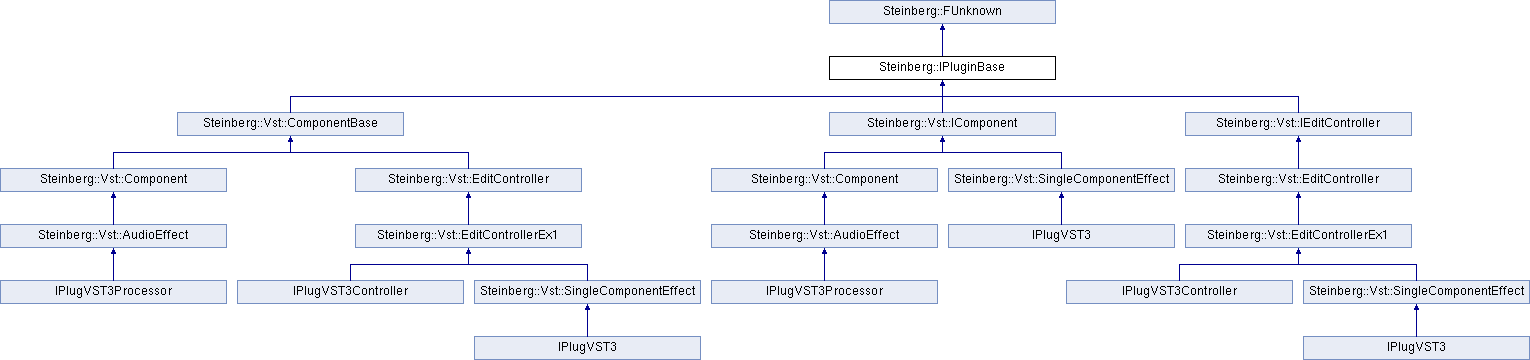 Steinberg::FUnknown
Steinberg::IPluginBase
Steinberg::Vst::ComponentBase
Steinberg::Vst::IComponent
Steinberg::Vst::IEditController
Steinberg::Vst::Component
Steinberg::Vst::EditController
Steinberg::Vst::Component
Steinberg::Vst::SingleComponentEffect
Steinberg::Vst::EditController
Steinberg::Vst::AudioEffect
Steinberg::Vst::EditControllerEx1
Steinberg::Vst::AudioEffect
IPlugVST3
Steinberg::Vst::EditControllerEx1
IPlugVST3Processor
IPlugVST3Controller
Steinberg::Vst::SingleComponentEffect
IPlugVST3Processor
IPlugVST3Controller
Steinberg::Vst::SingleComponentEffect
IPlugVST3
IPlugVST3